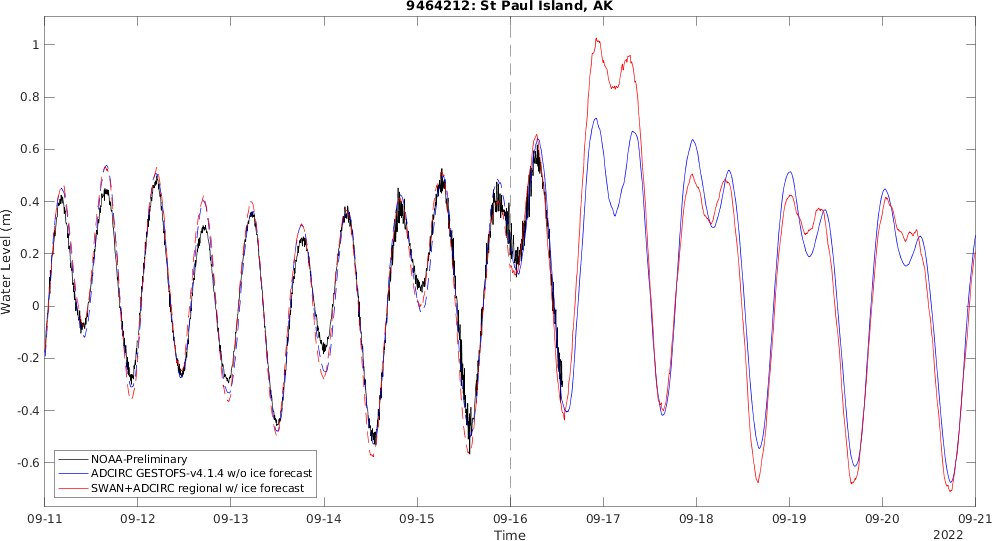 9464212: St Paul Island, AK
Water Level (m)
1
0.8
0.6
0.4
0.2
0
-0.2
-0.4
-0.6
NOAA-Preliminary
ADCIRC GESTOFS-v4.1.4 w/o ice forecast
SWAN+ADCIRC regional w/ ice forecast
09-11 09-12 09-13 09-14 09-15 09-16 09-17 09-18 09-19 09-20 09-21
Time
2022